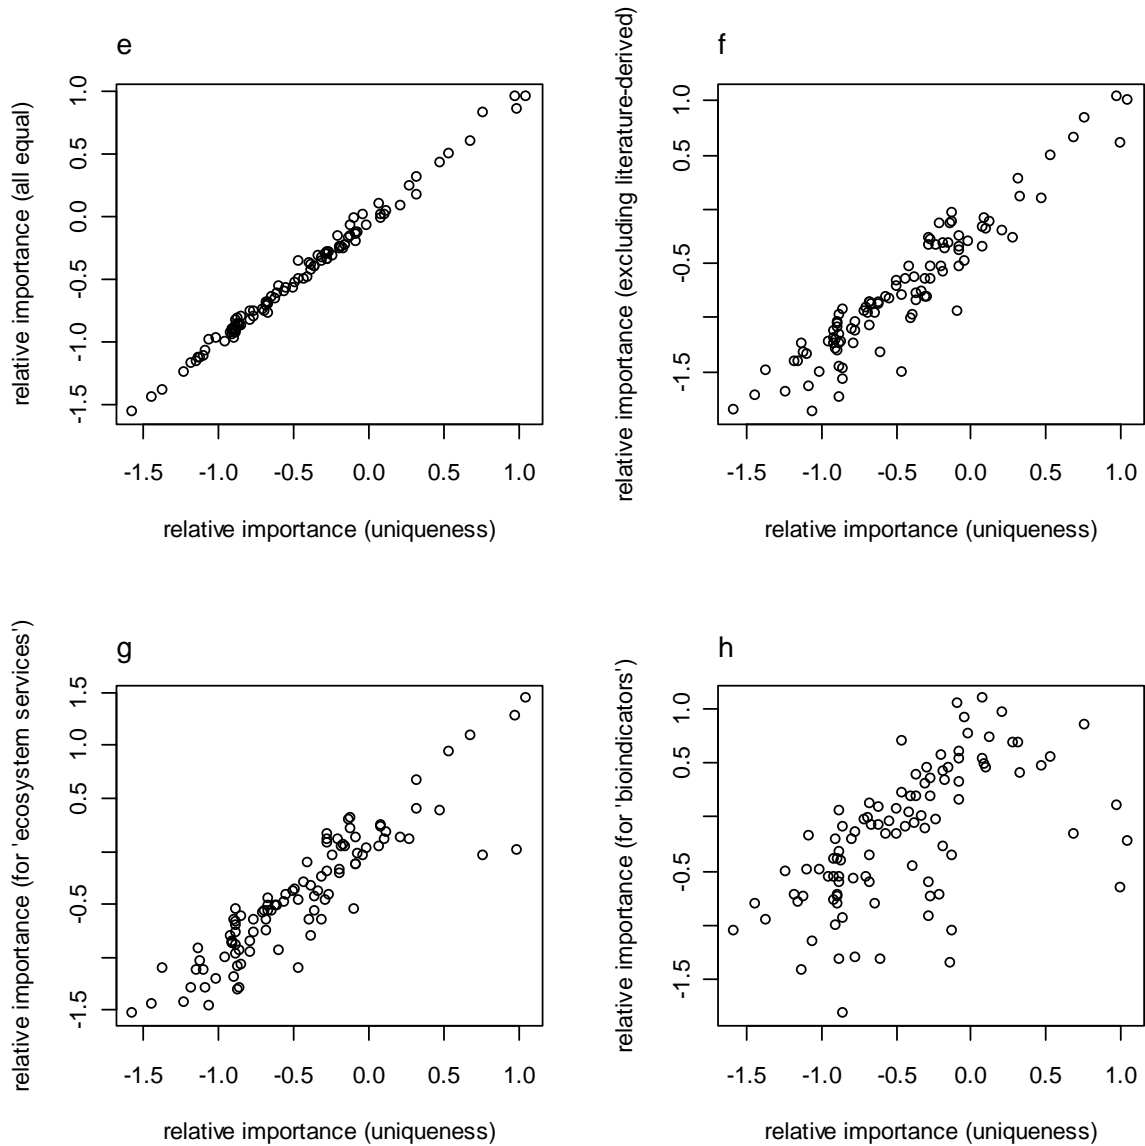 e
relative importance (all equal)
1.0
0.5
0.0
-0.5
-1.0
-1.5
-1.5 -1.0 -0.5 0.0 0.5 1.0
relative importance (uniqueness)
f
relative importance (excluding literature-derived)
1.0
0.5
-0.5
-1.5
-1.5 -1.0 -0.5 0.0 0.5 1.0
relative importance (uniqueness)
g
relative importance (for 'ecosystem services')
1.5
1.0
0.5
-0.5
-1.5
-1.5 -1.0 -0.5 0.0 0.5 1.0
relative importance (uniqueness)
h
relative importance (for 'bioindicators')
1.0
0.5
-0.5
-1.5
-1.5 -1.0 -0.5 0.0 0.5 1.0
relative importance (uniqueness)